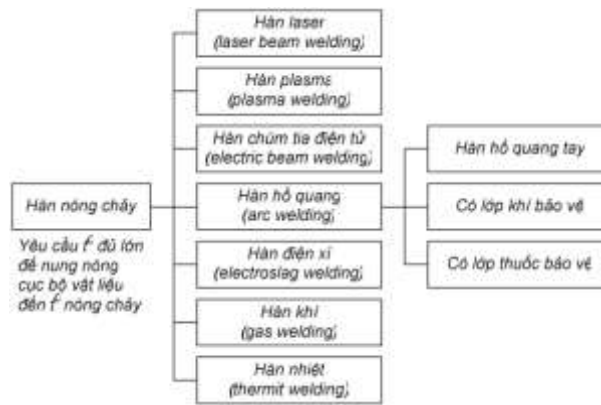 Hàn laser
(laser beam welding)
Hàn plasma
(plasma welding)
Hàn chùm tia điện tử
(electric beam welding)
Hàn hồ quang tay
Hàn nóng chảy
Hàn hồ quang
(arc welding)
Có lớp khí bảo vệ
Yêu cầu t° đủ lớn
để nung nóng
cục bộ vật liệu
đến t° nóng chảy
Hàn điện xỉ
(electroslag welding)
Có lớp thuốc bảo vệ
Hàn khí
(gas welding)
Hàn nhiệt
(thermit welding)